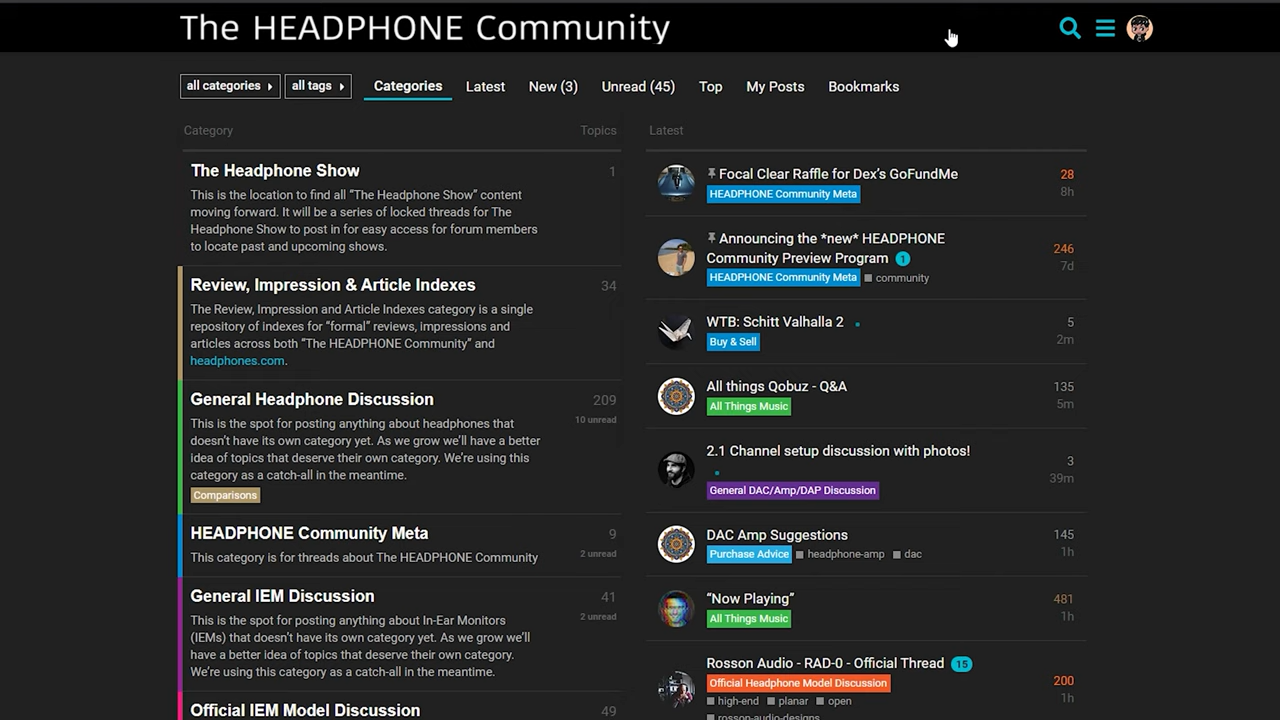 The HEADPHONE Community
all categories
all tags
Categories
Latest
New (3)
Unread (45)
Top
My Posts
Bookmarks
Category
Topics
The Headphone Show
1
This is the location to find all "The Headphone Show" content
moving forward. It will be a series of locked threads for The
Headphone Show to post in for easy access for forum members
to locate past and upcoming shows.
Review, Impression & Article Indexes
34
The Review, Impression and Article Indexes category is a single
repository of indexes for "formal" reviews, impressions and
articles across both "The HEADPHONE Community" and
headphones.com.
General Headphone Discussion
209
10 unread
This is the spot for posting anything about headphones that
doesn't have its own category yet. As we grow we'll have a better
idea of topics that deserve their own category. We're using this
category as a catch-all in the meantime.
Comparisons
HEADPHONE Community Meta
9
2 unread
This category is for threads about The HEADPHONE Community
General IEM Discussion
41
2 unread
This is the spot for posting anything about In-Ear Monitors
(IEMs) that doesn't have its own category yet. As we grow we'll
have a better idea of topics that deserve their own category.
We're using this category as a catch-all in the meantime.
Official IEM Model Discussion
49
Latest
Focal Clear Raffle for Dex's GoFundMe
HEADPHONE Community Meta
28
8h
Announcing the *new* HEADPHONE
Community Preview Program 1
HEADPHONE Community Meta community
246
7d
WTB: Schitt Valhalla 2
Buy & Sell
5
2m
All things Qobuz - Q&A
All Things Music
135
5m
2.1 Channel setup discussion with photos!
General DAC/Amp/DAP Discussion
3
39m
DAC Amp Suggestions
Purchase Advice headphone-amp dac
145
1h
"Now Playing"
All Things Music
481
1h
Rosson Audio - RAD-0 - Official Thread 15
Official Headphone Model Discussion
high-end planar open
rosson-audio-designs
200
1h